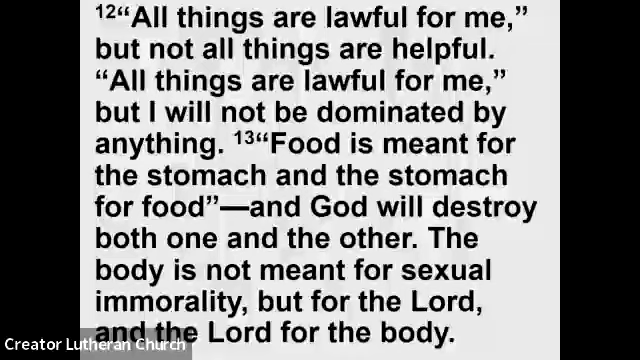 12“All things are lawful for me,”
but not all things are helpful.
“All things are lawful for me,”
but I will not be dominated by
anything. 13“Food is meant for
the stomach and the stomach
for food”—and God will destroy
both one and the other. The
body is not meant for sexual
immorality, but for the Lord,
and the Lord for the body.
Creator Lutheran Church